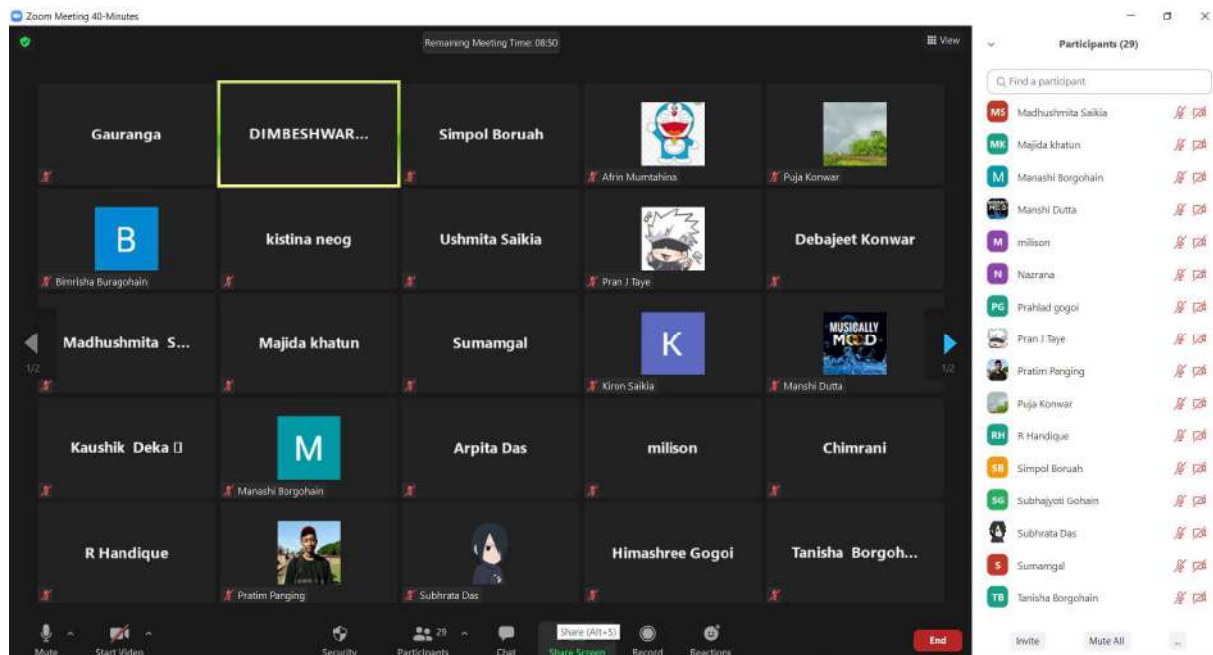 Zoom Meeting 40-Minutes
Remaining Meeting Time: 08:50
View
Gauranga
DIMBESHWAR...
Simpol Boruah
Afrin Mumtahina
Puja Konwar
B
Bimrisha Buragohain
kistina neog
Ushmita Saikia
Pran J Taye
Debajeet Konwar
1/2
Madhushmita S...
Majida khatun
Sumamgal
K
Kiron Saikia
MUSICALLY
MOOD
Manshi Dutta
1/2
Kaushik Deka
M
Manashi Borgohain
Arpita Das
milison
Chimrani
R Handique
Pratim Panging
Subhrata Das
Himashree Gogoi
Tanisha Borgoh...
Mute
Start Video
Security
Participants
29
Chat
Share (Alt+S)
Share Screen
Record
Reactions
End
Participants (29)
Find a participant
MS Madhushmita Saikia
MK Majida khatun
M Manashi Borgohain
Manshi Dutta
M milison
N Nazrana
PG Prahlad gogoi
Pran J Taye
Pratim Panging
Puja Konwar
RH R Handique
SB Simpol Boruah
SG Subhajyoti Gohain
Subhrata Das
S Sumamgal
TB Tanisha Borgohain
Invite
Mute All
...